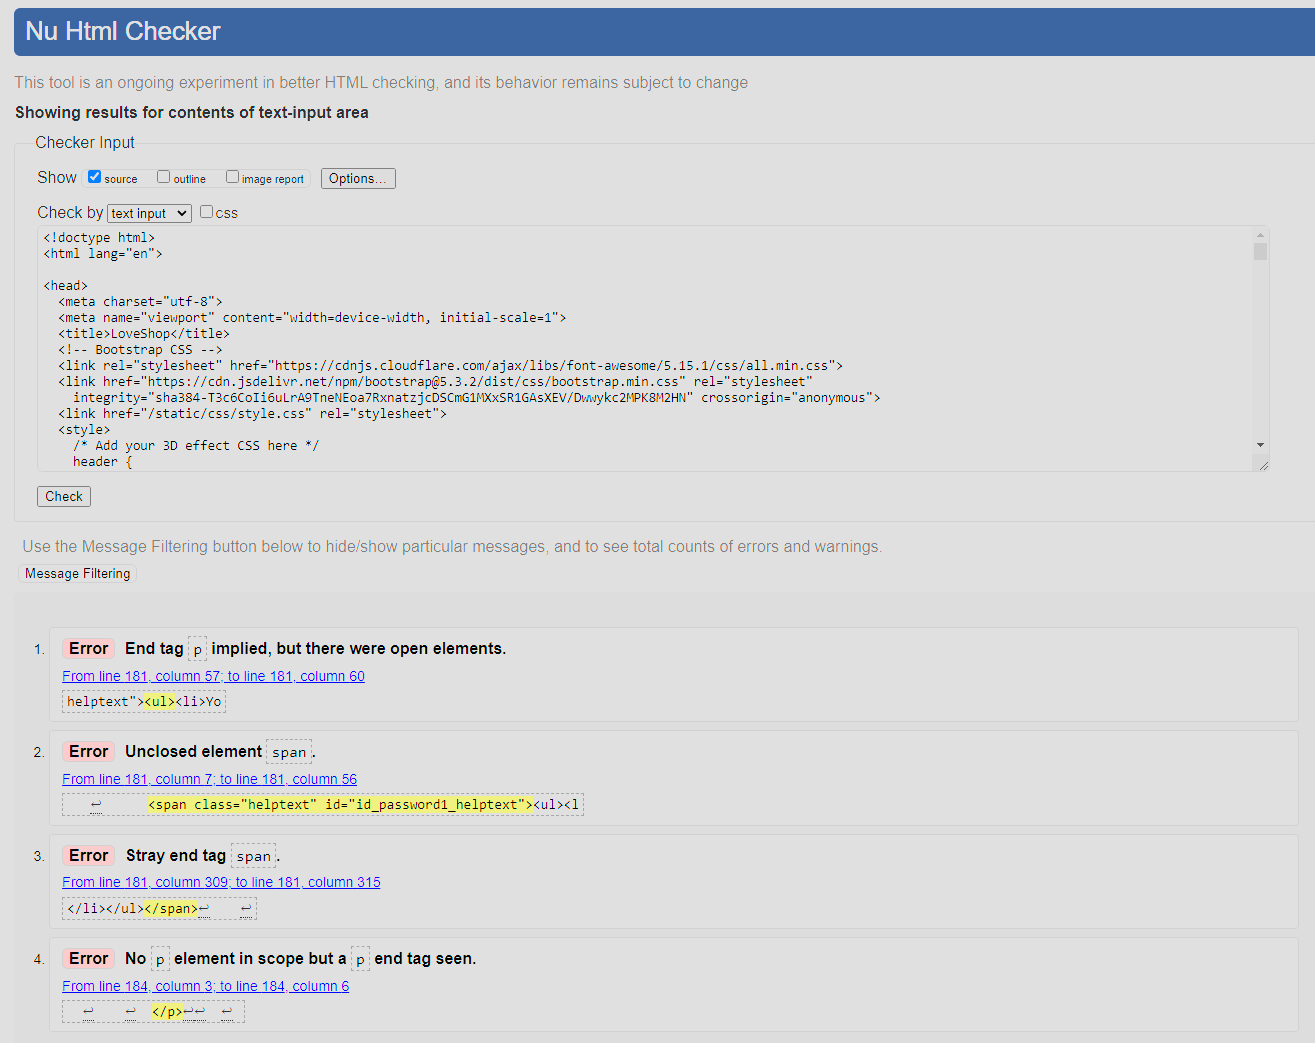 Nu Html Checker
This tool is an ongoing experiment in better HTML checking, and its behavior remains subject to change
Showing results for contents of text-input area
Checker Input
Show source outline image report Options...
Check by text input css
<!doctype html>
<html lang="en">
<head>
<meta charset="utf-8">
<meta name="viewport" content="width=device-width, initial-scale=1">
<title>LoveShop</title>
<!-- Bootstrap CSS -->
<link rel="stylesheet" href="https://cdnjs.cloudflare.com/ajax/libs/font-awesome/5.15.1/css/all.min.css">
<link href="https://cdn.jsdelivr.net/npm/bootstrap@5.3.2/dist/css/bootstrap.min.css" rel="stylesheet"
integrity="sha384-T3c6CoIi6uLrA9TneNEoa7RxnatzjcDSCmG1MXxSR1GAsXEV/Dwwykc2MPK8M2HN" crossorigin="anonymous">
<link href="/static/css/style.css" rel="stylesheet">
<style>
/* Add your 3D effect CSS here */
header {
Check
Use the Message Filtering button below to hide/show particular messages, and to see total counts of errors and warnings.
Message Filtering
1. Error End tag p implied, but there were open elements.
From line 181, column 57; to line 181, column 60
helptext"><ul><li>Yo
2. Error Unclosed element span.
From line 181, column 7; to line 181, column 56
↩ <span class="helptext" id="id_password1_helptext"><ul><l
3. Error Stray end tag span.
From line 181, column 309; to line 181, column 315
</li></ul></span>↩ ↩
4. Error No p element in scope but a p end tag seen.
From line 184, column 3; to line 184, column 6
↩ ↩ </p>↩↩ ↩